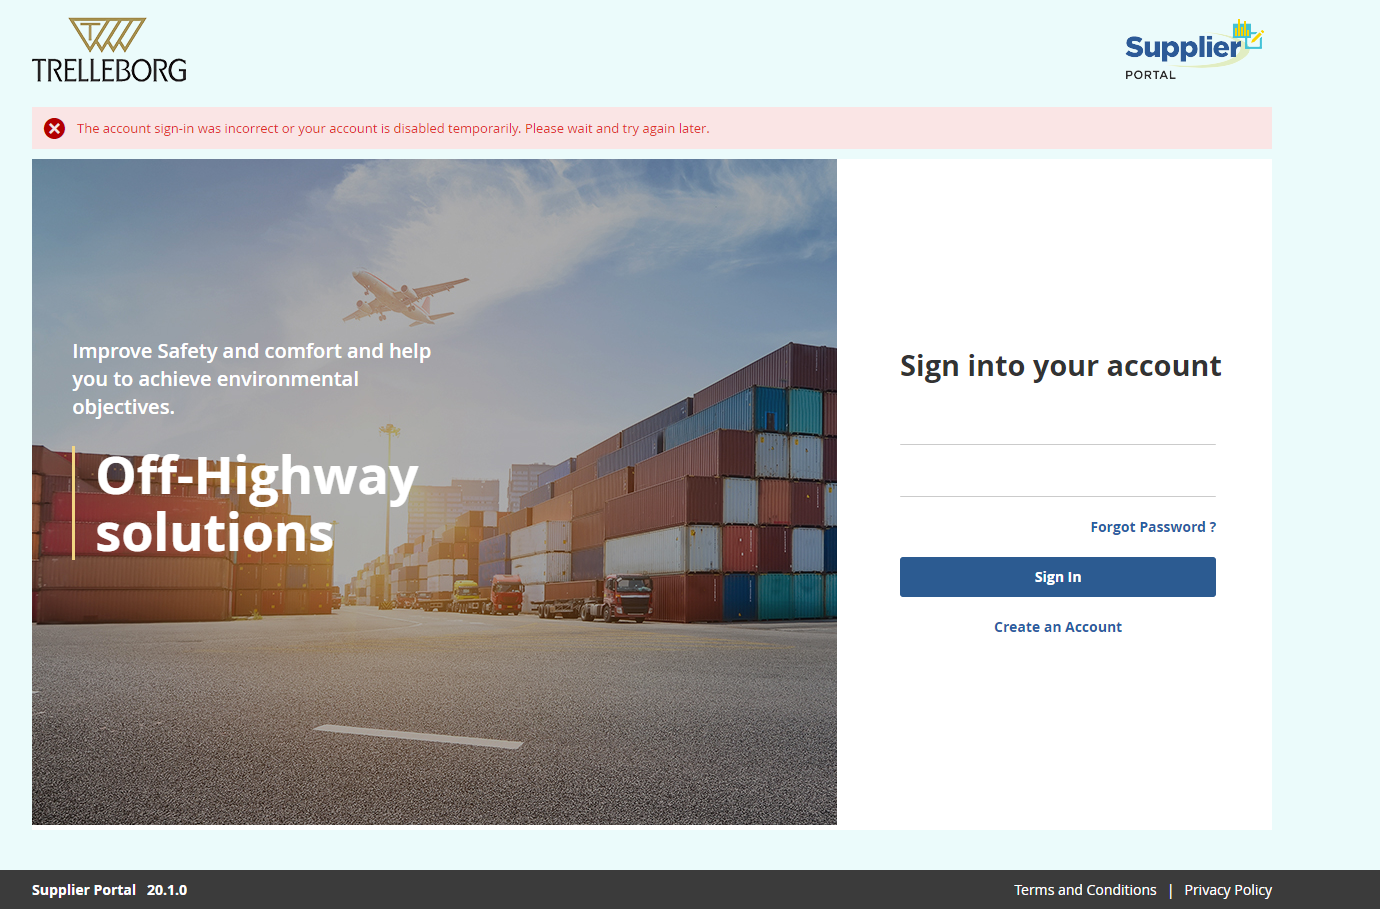 TRELLEBORG
Supplier
PORTAL
The account sign-in was incorrect or your account is disabled temporarily. Please wait and try again later.
Improve Safety and comfort and help
you to achieve environmental
objectives.
Off-Highway
solutions
Sign into your account
Forgot Password ?
Sign In
Create an Account
Supplier Portal 20.1.0
Terms and Conditions | Privacy Policy